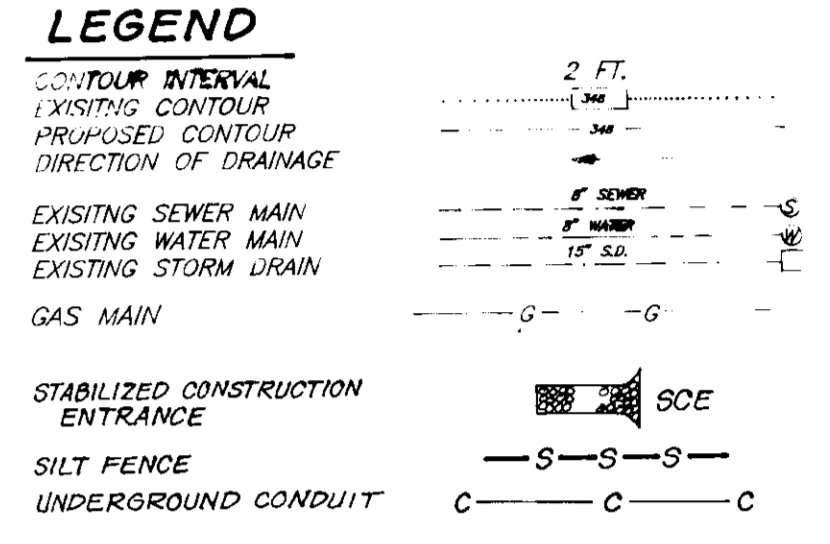 LEGEND
CONTOUR INTERVAL 2 FT.
EXISITNG CONTOUR 348
PROPOSED CONTOUR 348
DIRECTION OF DRAINAGE
EXISITNG SEWER MAIN 8" SEWER S
EXISITNG WATER MAIN 8" WATER W
EXISTING STORM DRAIN 15" S.D.
GAS MAIN G G
STABILIZED CONSTRUCTION
ENTRANCE SCE
SILT FENCE S S S
UNDERGROUND CONDUIT C C C